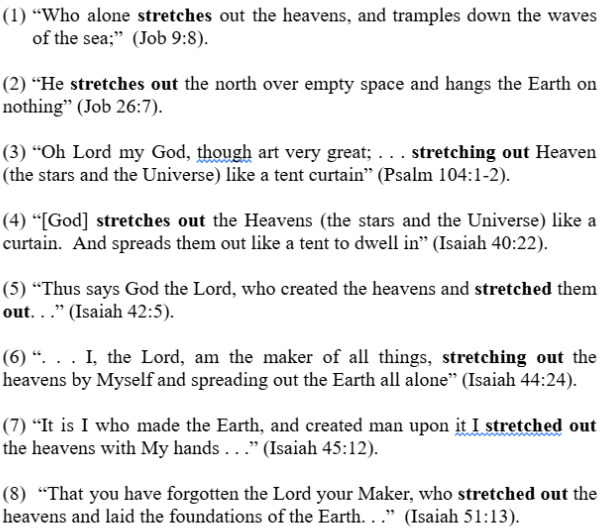 (1) “Who alone stretches out the heavens, and tramples down the waves
of the sea;” (Job 9:8).
(2) “He stretches out the north over empty space and hangs the Earth on
nothing” (Job 26:7).
(3) “Oh Lord my God, though art very great; . . . stretching out Heaven
(the stars and the Universe) like a tent curtain” (Psalm 104:1-2).
(4) “[God] stretches out the Heavens (the stars and the Universe) like a
curtain. And spreads them out like a tent to dwell in” (Isaiah 40:22).
(5) “Thus says God the Lord, who created the heavens and stretched them
out. . .” (Isaiah 42:5).
(6) “. . . I, the Lord, am the maker of all things, stretching out the
heavens by Myself and spreading out the Earth all alone” (Isaiah 44:24).
(7) “It is I who made the Earth, and created man upon it I stretched out
the heavens with My hands . . .” (Isaiah 45:12).
(8) “That you have forgotten the Lord your Maker, who stretched out the
heavens and laid the foundations of the Earth. . .” (Isaiah 51:13).